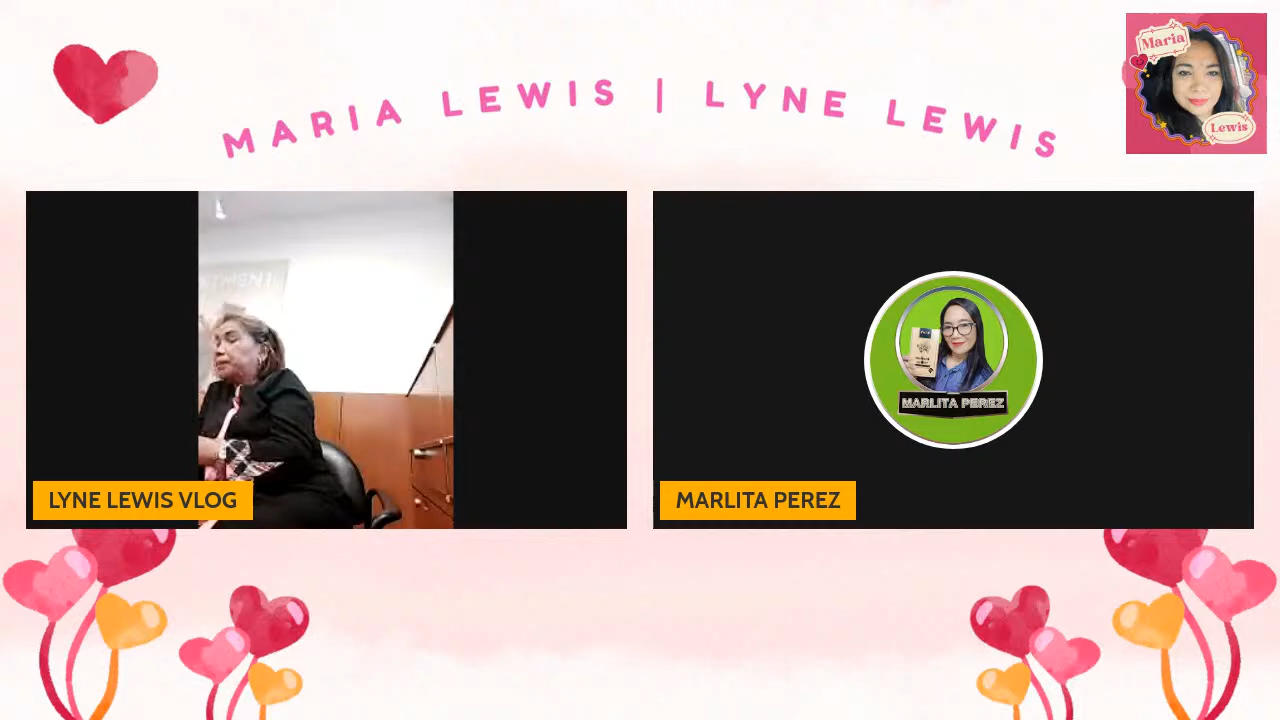 MARIA LEWIS | LYNE LEWIS
Maria
Lewis
LYNE LEWIS VLOG
MARLITA PEREZ
MARLITA PEREZ